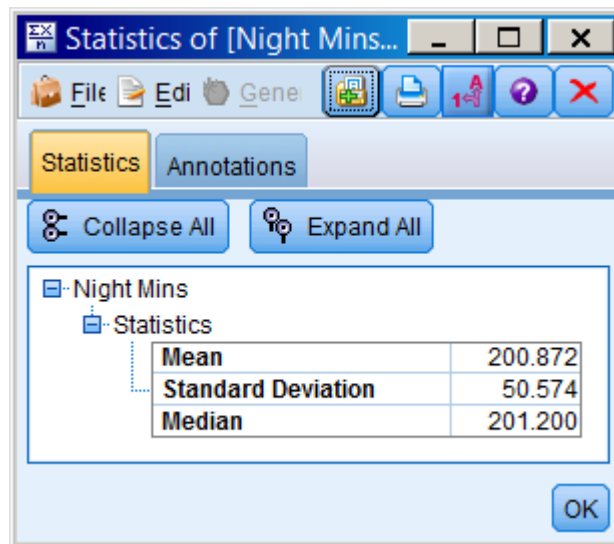 Statistics of [Night Mins...
File Edi Gene
Statistics Annotations
Collapse All Expand All
Night Mins
Statistics
Mean 200.872
Standard Deviation 50.574
Median 201.200
OK